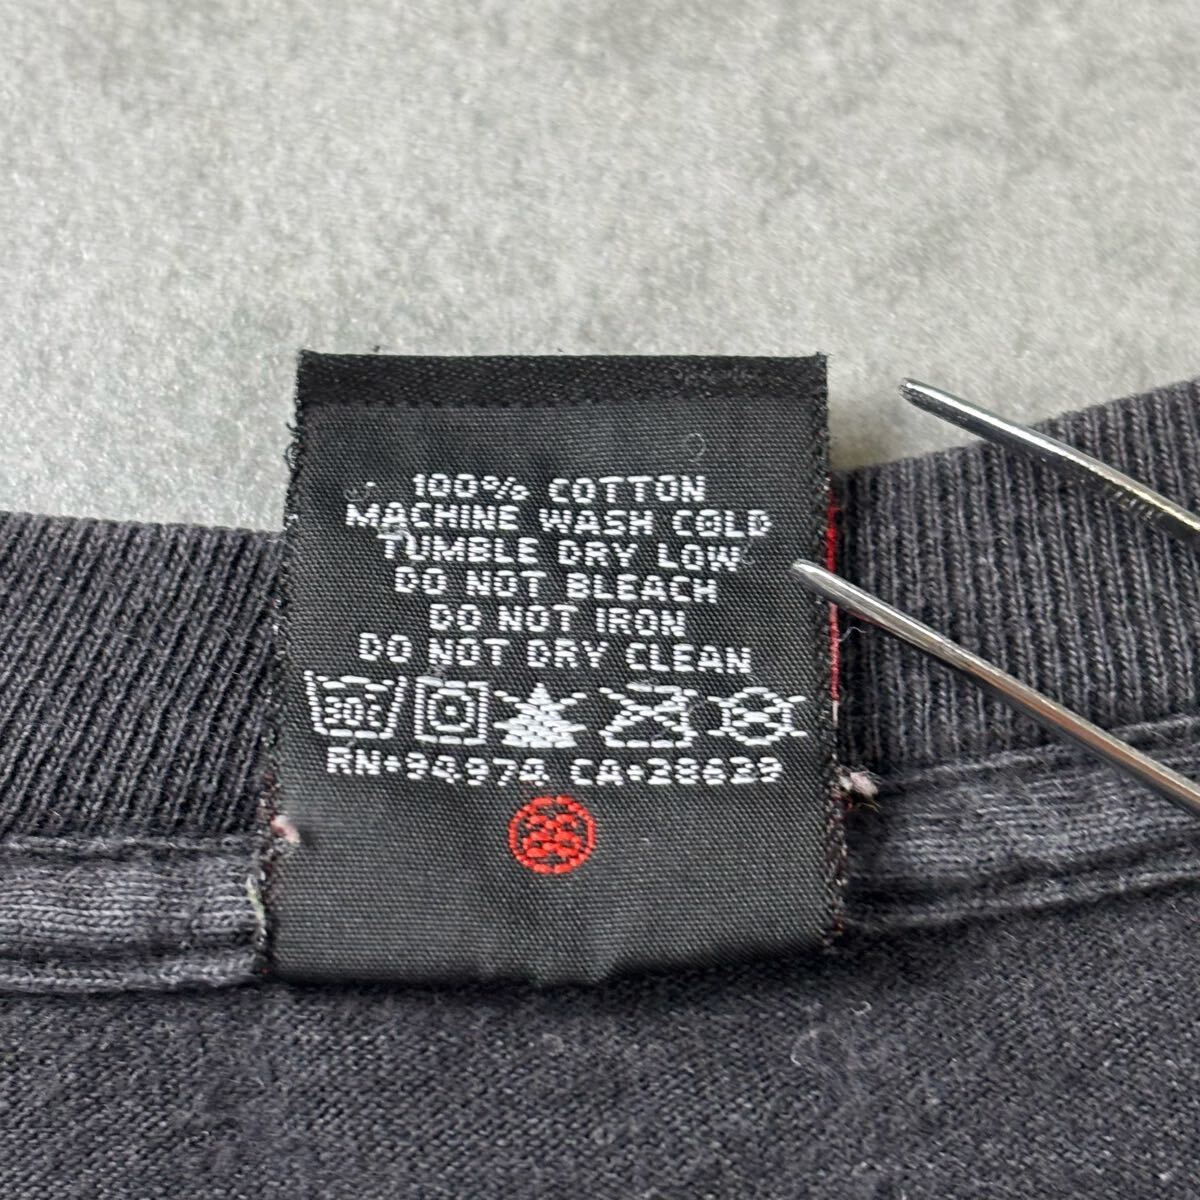 100% COTTON
MACHINE WASH COLD
TUMBLE DRY LOW
DO NOT BLEACH
DO NOT IRON
DO NOT DRY CLEAN
30c
RN•94974 CA•28629